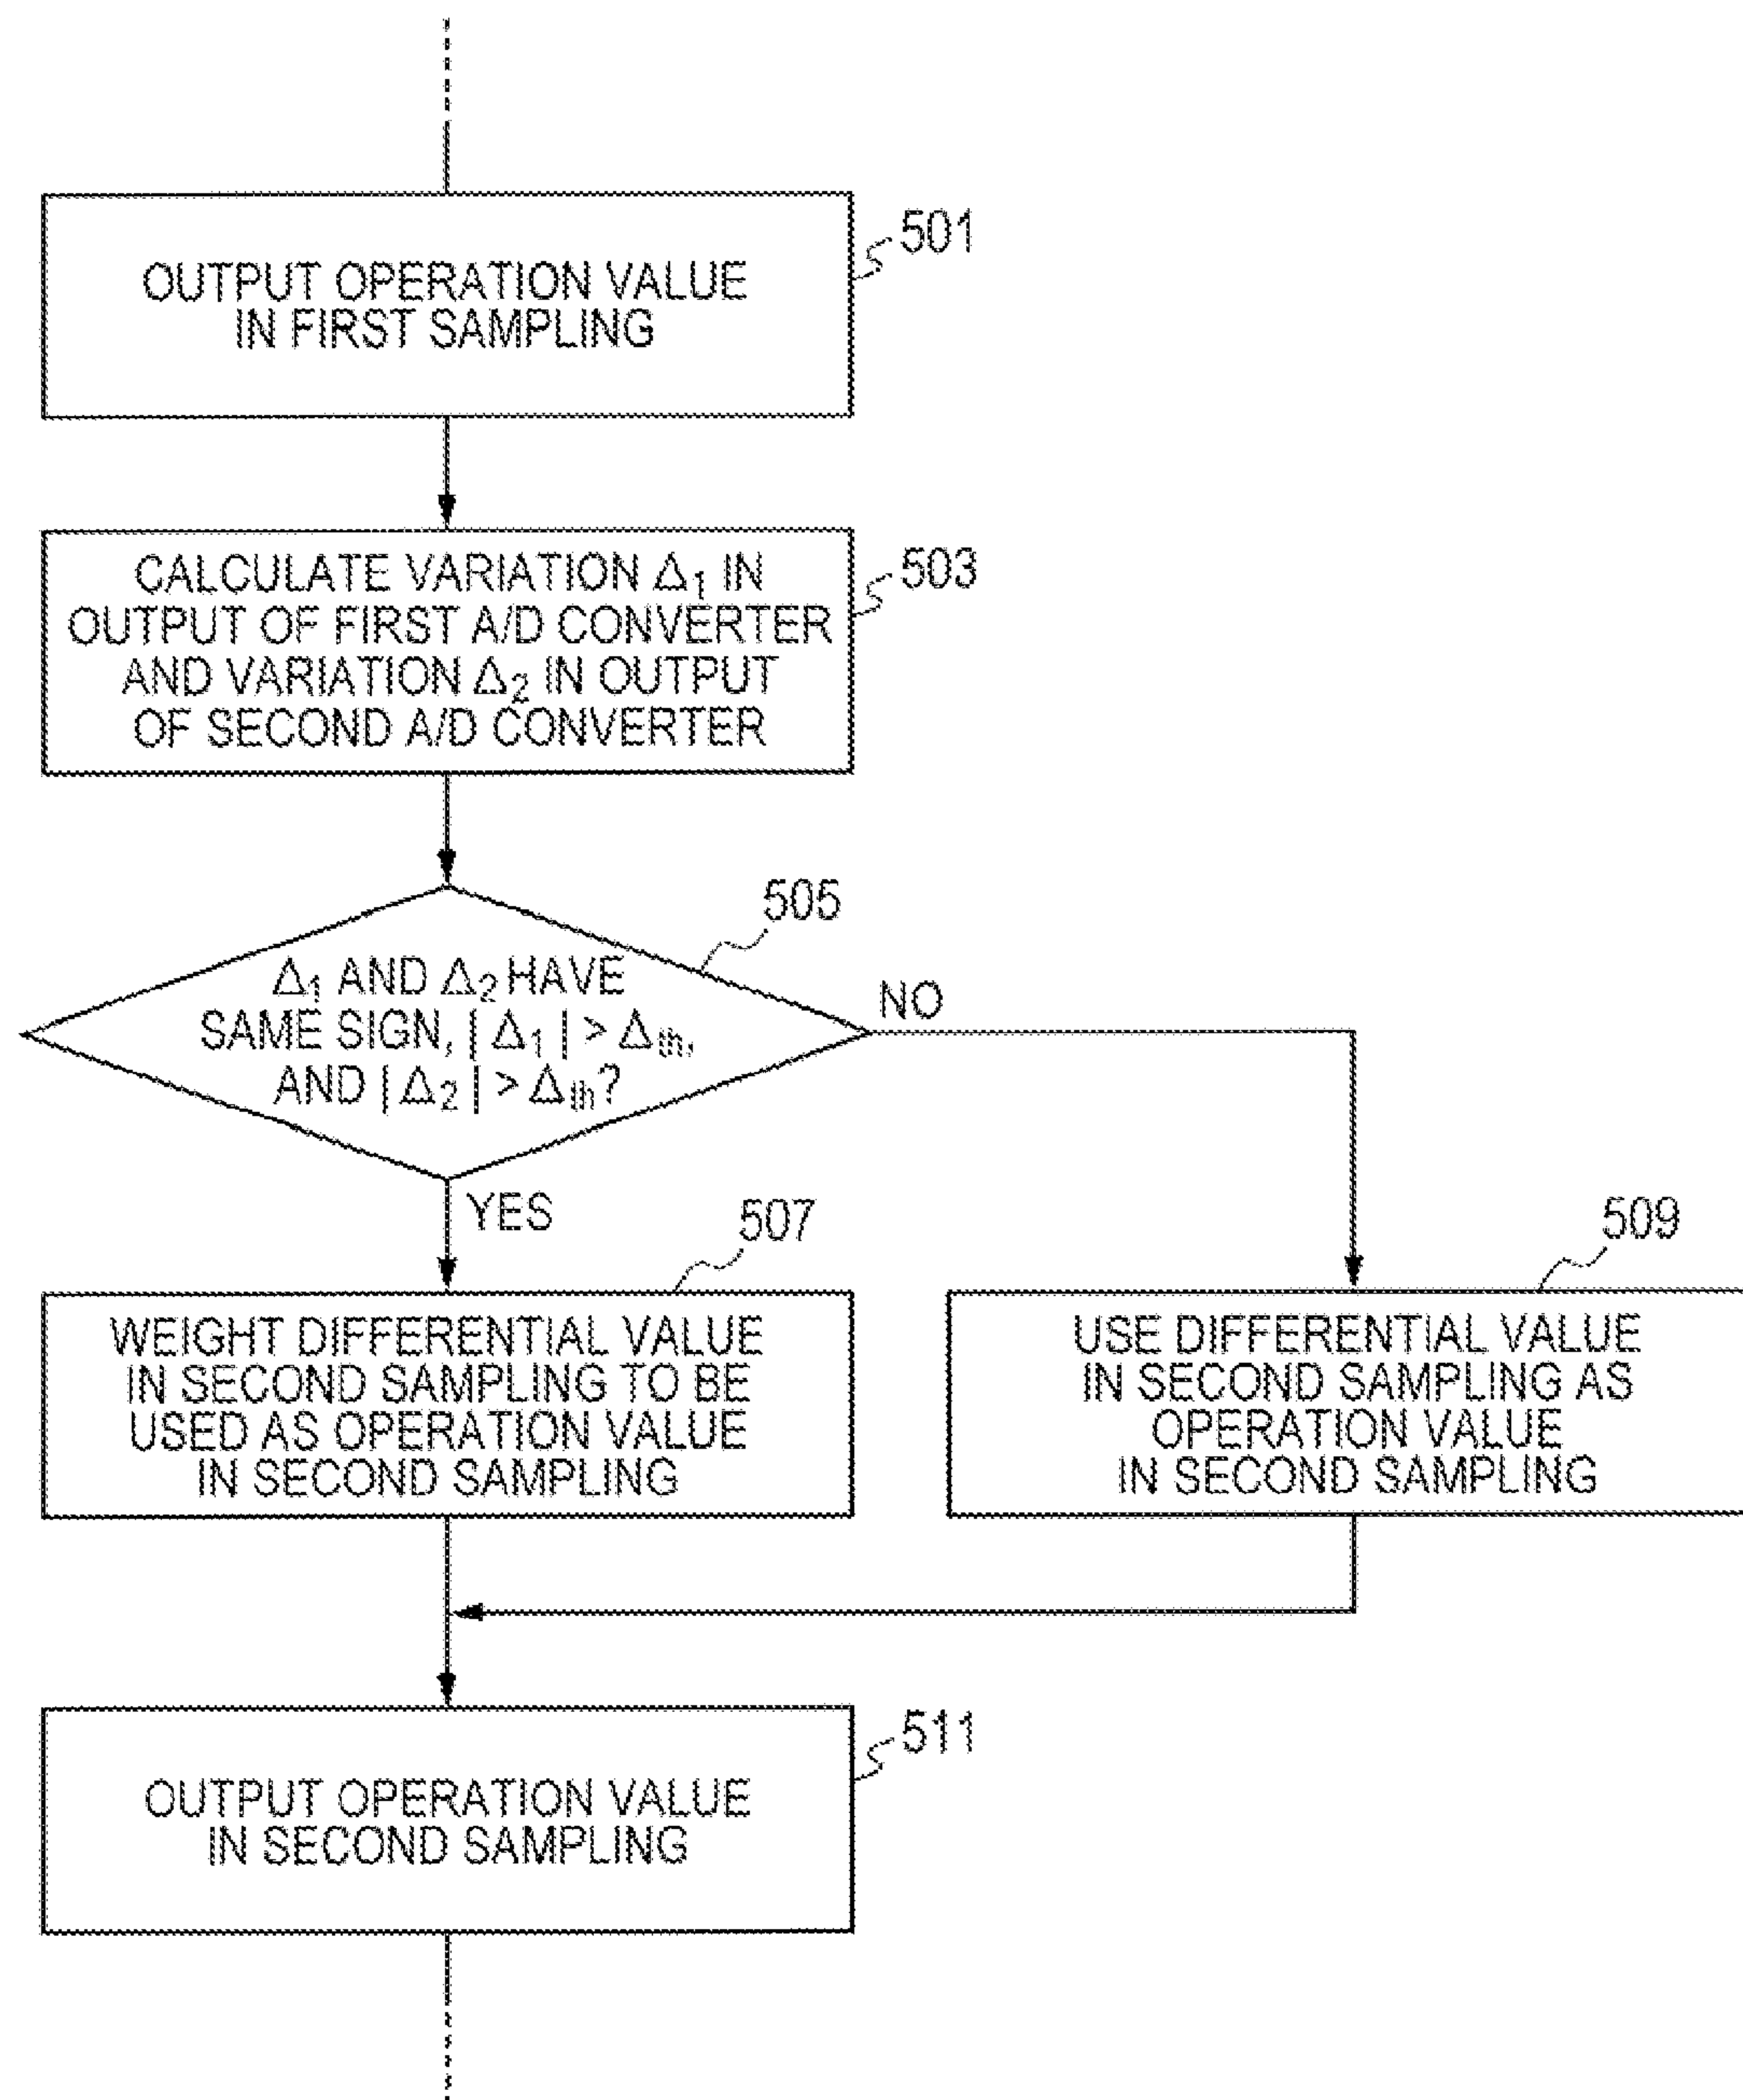 501
OUTPUT OPERATION VALUE
IN FIRST SAMPLING
503
CALCULATE VARIATION Δ₁ IN
OUTPUT OF FIRST A/D CONVERTER
AND VARIATION Δ₂ IN OUTPUT
OF SECOND A/D CONVERTER
505
Δ₁ AND Δ₂ HAVE
SAME SIGN, | Δ₁ | > Δth,
AND | Δ₂ | > Δth?
NO
YES
507
WEIGHT DIFFERENTIAL VALUE
IN SECOND SAMPLING TO BE
USED AS OPERATION VALUE
IN SECOND SAMPLING
509
USE DIFFERENTIAL VALUE
IN SECOND SAMPLING AS
OPERATION VALUE
IN SECOND SAMPLING
511
OUTPUT OPERATION VALUE
IN SECOND SAMPLING